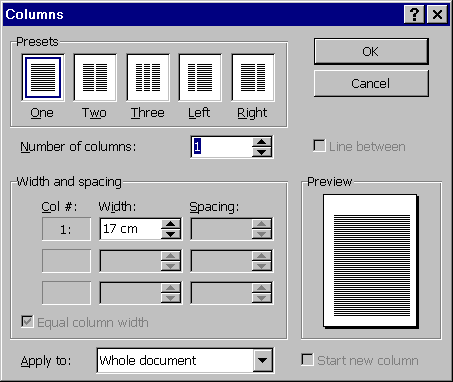 Columns
Presets
One Two Three Left Right
OK
Cancel
Number of columns: 1
Line between
Width and spacing
Col #: Width: Spacing:
1: 17 cm
Equal column width
Preview
Apply to: Whole document
Start new column